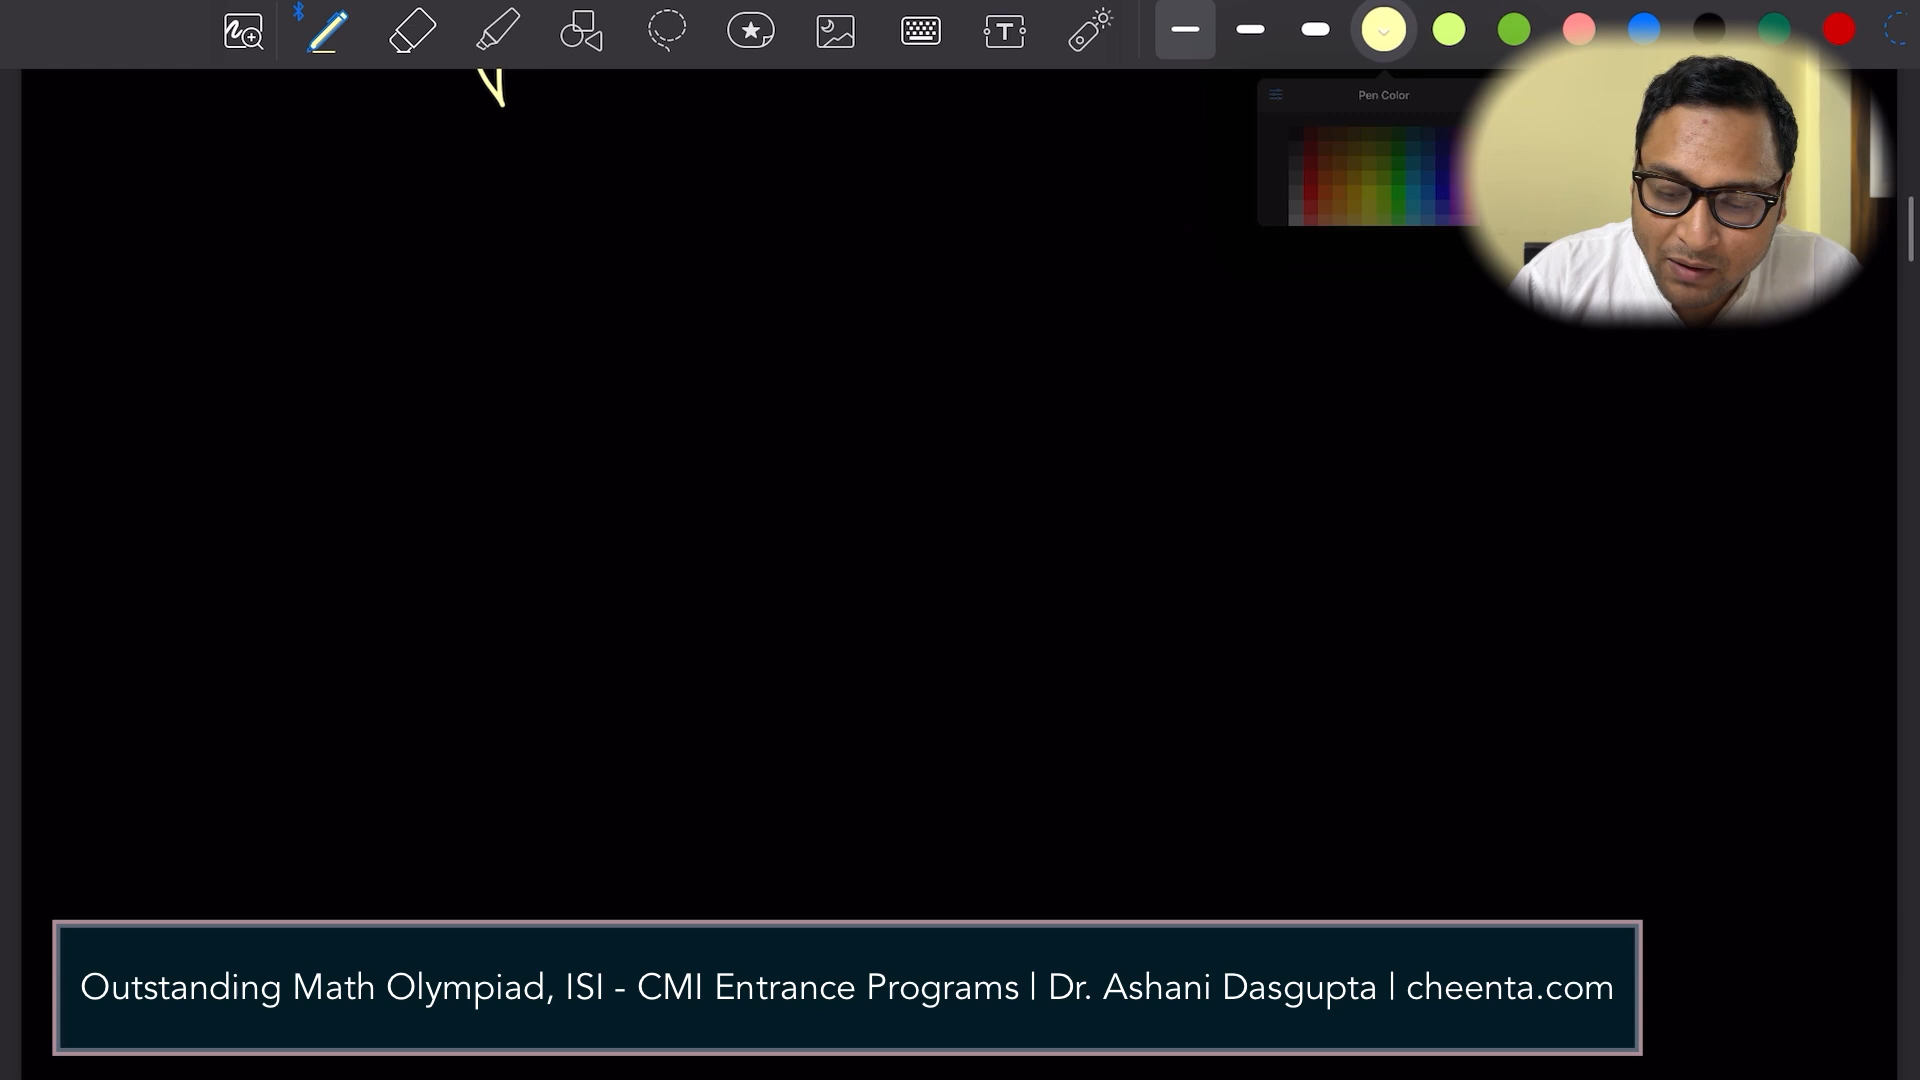 Pen Color
Outstanding Math Olympiad, ISI - CMI Entrance Programs | Dr. Ashani Dasgupta | cheenta.com